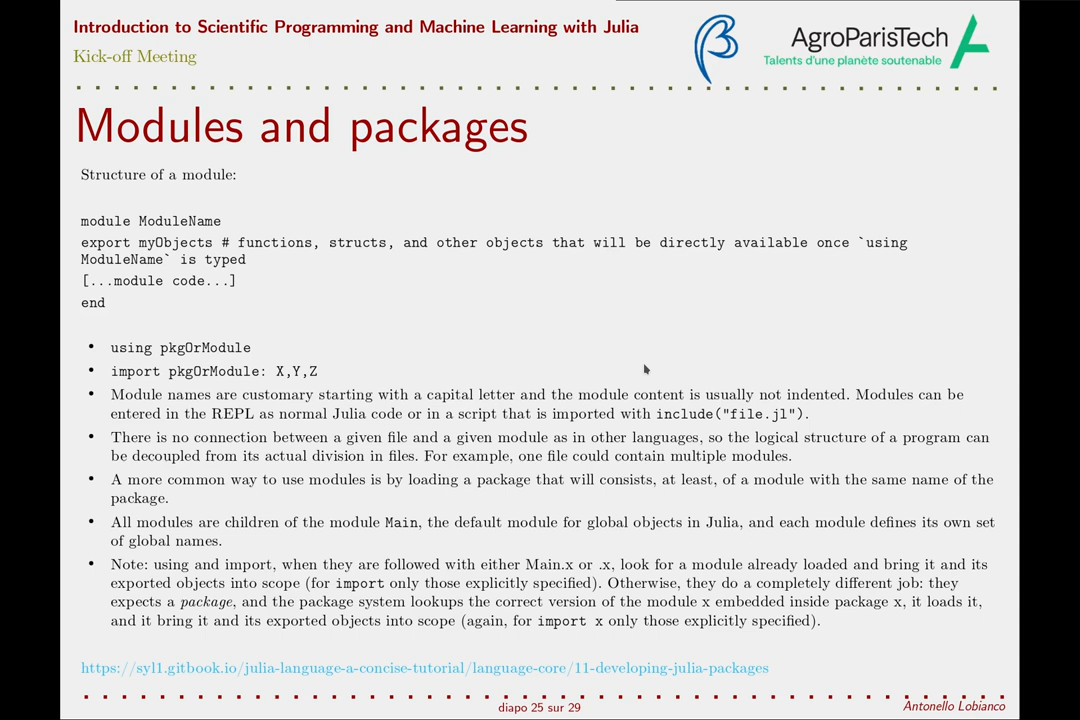 Introduction to Scientific Programming and Machine Learning with Julia
Kick-off Meeting
AgroParisTech
Talents d'une planète soutenable
Modules and packages
Structure of a module:
module ModuleName
export myObjects # functions, structs, and other objects that will be directly available once `using
ModuleName` is typed
[...module code...]
end
• using pkgOrModule
• import pkgOrModule: X,Y,Z
• Module names are customary starting with a capital letter and the module content is usually not indented. Modules can be
entered in the REPL as normal Julia code or in a script that is imported with include("file.jl").
• There is no connection between a given file and a given module as in other languages, so the logical structure of a program can
be decoupled from its actual division in files. For example, one file could contain multiple modules.
• A more common way to use modules is by loading a package that will consists, at least, of a module with the same name of the
package.
• All modules are children of the module Main, the default module for global objects in Julia, and each module defines its own set
of global names.
• Note: using and import, when they are followed with either Main.x or .x, look for a module already loaded and bring it and its
exported objects into scope (for import only those explicitly specified). Otherwise, they do a completely different job: they
expects a package, and the package system lookups the correct version of the module x embedded inside package x, it loads it,
and it bring it and its exported objects into scope (again, for import x only those explicitly specified).
https://syl1.gitbook.io/julia-language-a-concise-tutorial/language-core/11-developing-julia-packages
diapo 25 sur 29
Antonello Lobianco